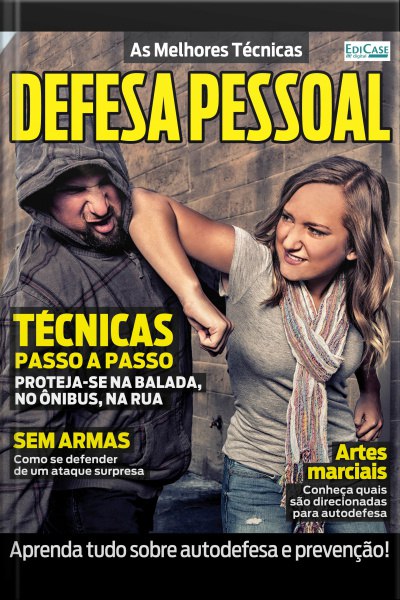 As Melhores Técnicas
EDICASE
digital
DEFESA PESSOAL
TÉCNICAS
PASSO A PASSO
PROTEJA-SE NA BALADA,
NO ÔNIBUS, NA RUA
SEM ARMAS
Como se defender
de um ataque surpresa
Artes
marciais
Conheça quais
são direcionadas
para autodefesa
Aprenda tudo sobre autodefesa e prevenção!